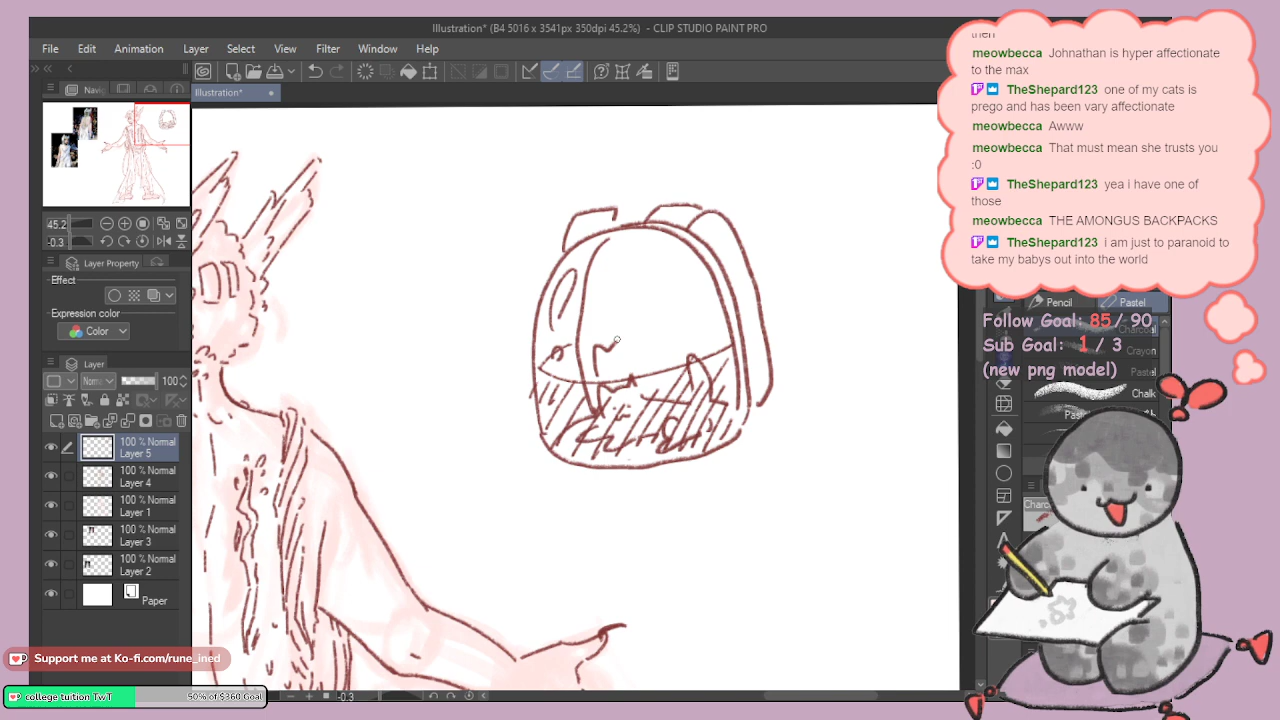 Illustration* (B4 5016 x 3541px 350dpi 45.2%) - CLIP STUDIO PAINT PRO
File Edit Animation Layer Select View Filter Window Help
Illustration*
45.2
-0.3
Layer Property
Effect
Expression color
Color
Layer
100
100 % Normal
Layer 5
100 % Normal
Layer 4
100 % Normal
Layer 1
100 % Normal
Layer 3
100 % Normal
Layer 2
Paper
-0.3
then
meowbecca Johnathan is hyper affectionate
to the max
TheShepard123 one of my cats is
prego and has been vary affectionate
meowbecca Awww
meowbecca That must mean she trusts you
:0
TheShepard123 yea i have one of
those
meowbecca THE AMONGUS BACKPACKS
TheShepard123 i am just to paranoid to
take my babys out into the world
Pencil Pastel
Follow Goal: 85/ 90
Charcoal
Sub Goal: 1 / 3
Crayon
(new png model)
Pastel
Chalk
Support me at Ko-fi.com/rune_ined
college tuition TwT 50% of $360 Goal